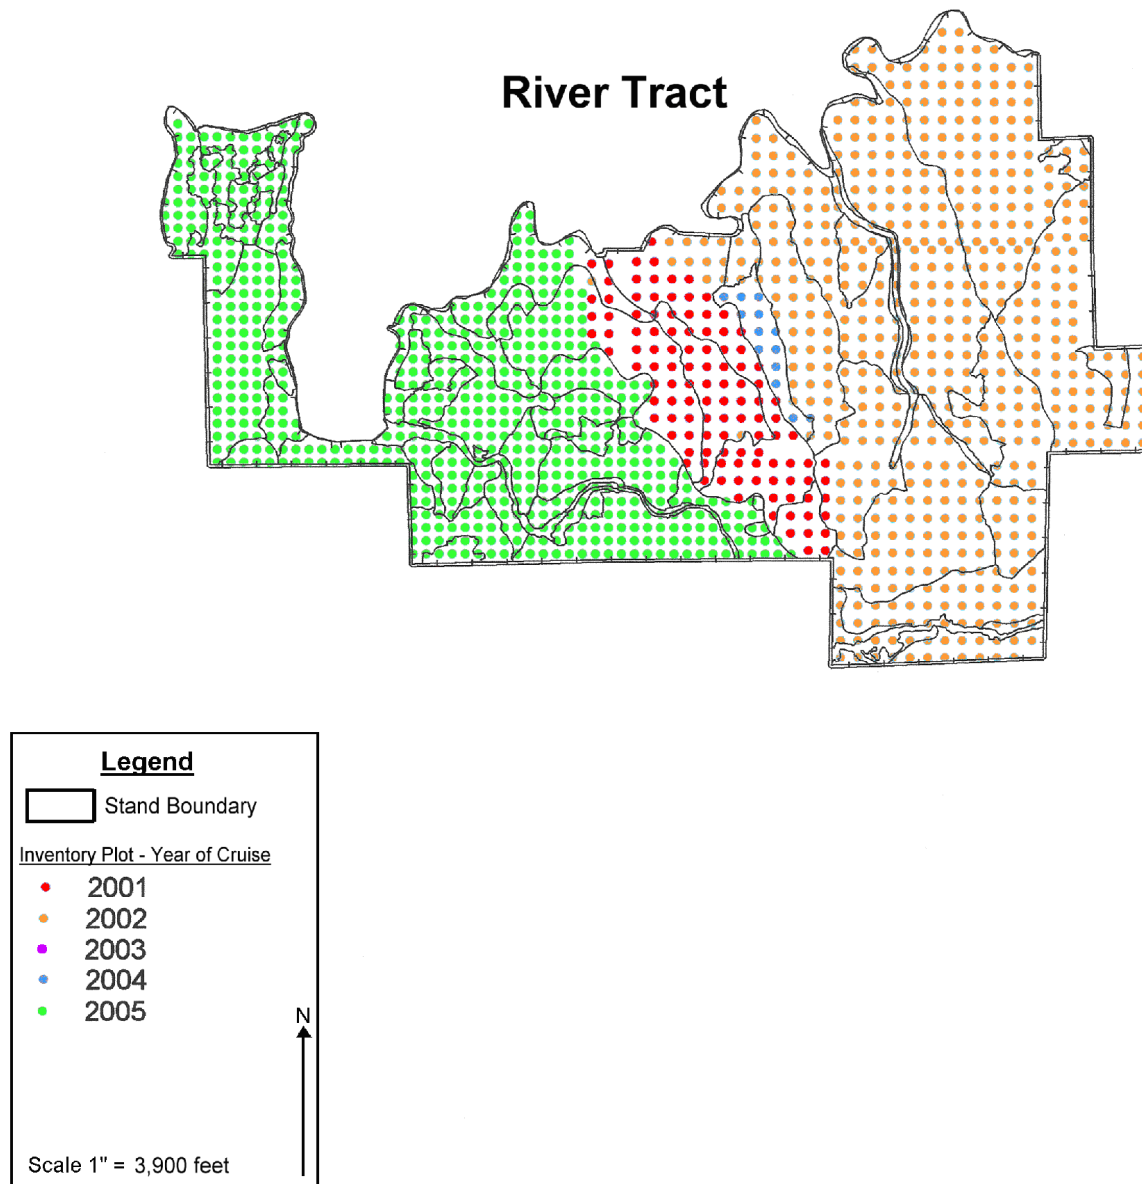 River Tract
Legend
Stand Boundary
Inventory Plot - Year of Cruise
2001
2002
2003
2004
2005
N
Scale 1" = 3,900 feet